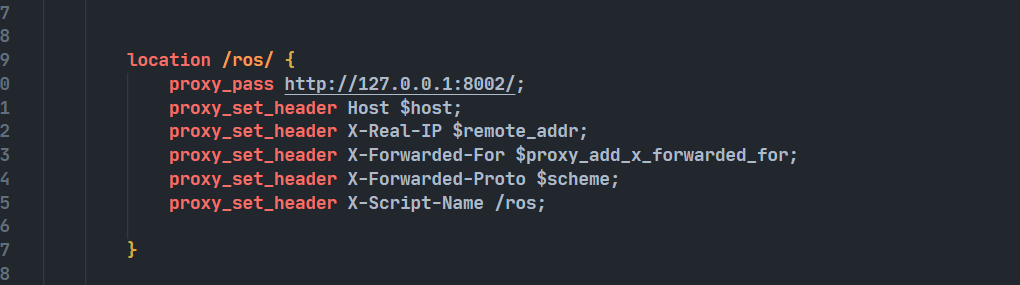 7
8
9 location /ros/ {
0 proxy_pass http://127.0.0.1:8002/;
1 proxy_set_header Host $host;
2 proxy_set_header X-Real-IP $remote_addr;
3 proxy_set_header X-Forwarded-For $proxy_add_x_forwarded_for;
4 proxy_set_header X-Forwarded-Proto $scheme;
5 proxy_set_header X-Script-Name /ros;
6
7 }
8